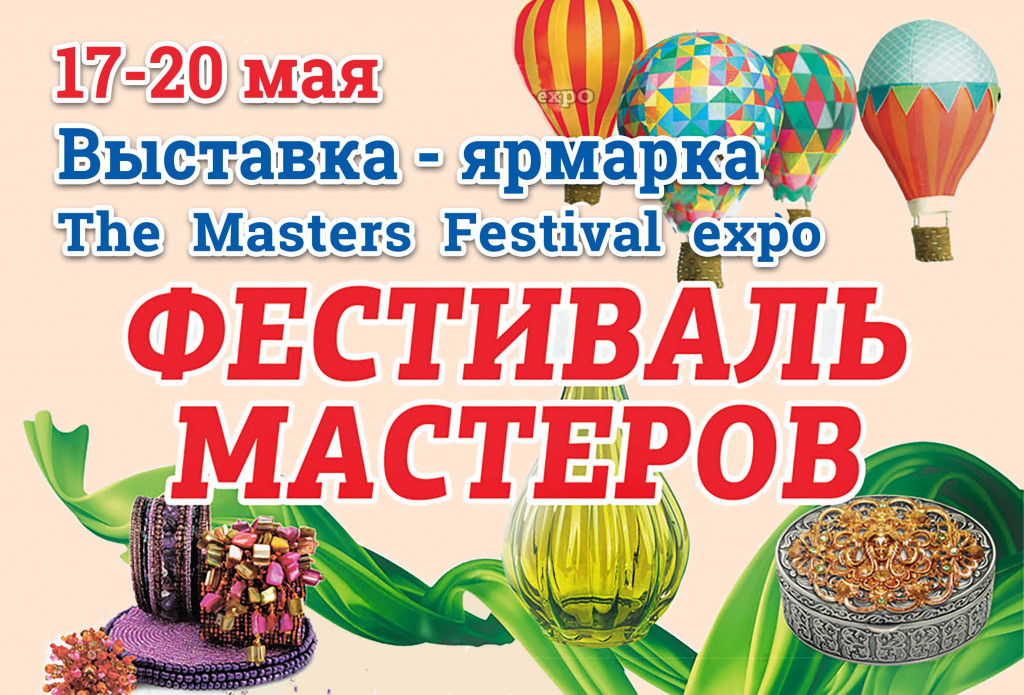 17-20 мая
Выставка - ярмарка
The Masters Festival expo
ФЕСТИВАЛЬ
МАСТЕРОВ
expo